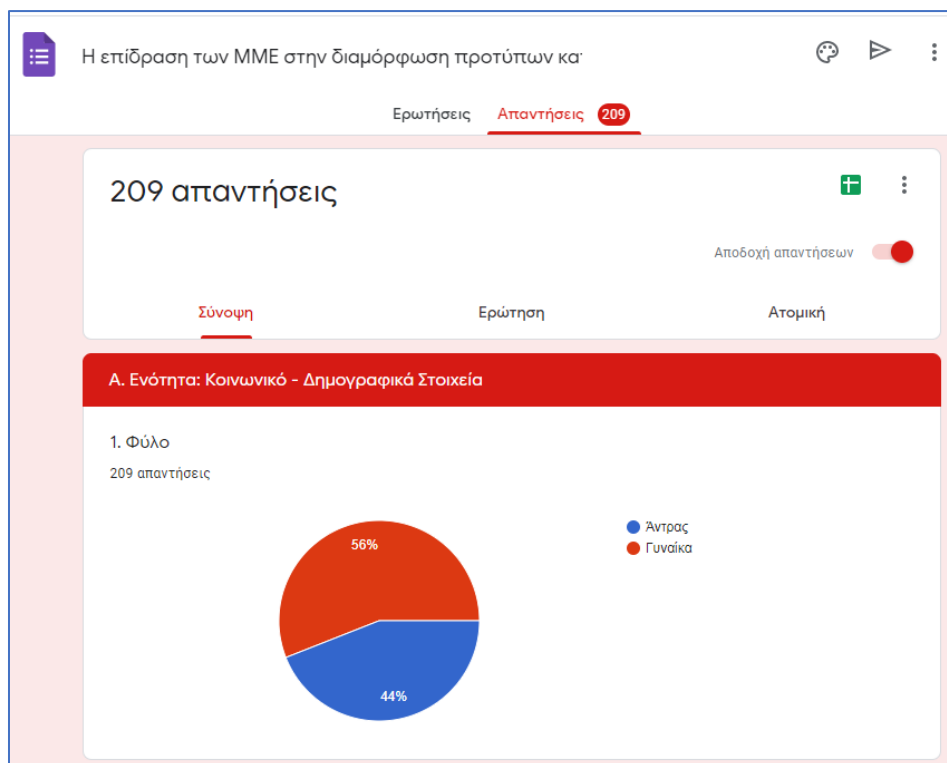 Η επίδραση των ΜΜΕ στην διαμόρφωση προτύπων κα
Ερωτήσεις Απαντήσεις 209
209 απαντήσεις
Αποδοχή απαντήσεων
Σύνοψη Ερώτηση Ατομική
Α. Ενότητα: Κοινωνικό - Δημογραφικά Στοιχεία
1. Φύλο
209 απαντήσεις
Άντρας
Γυναίκα
56%
44%